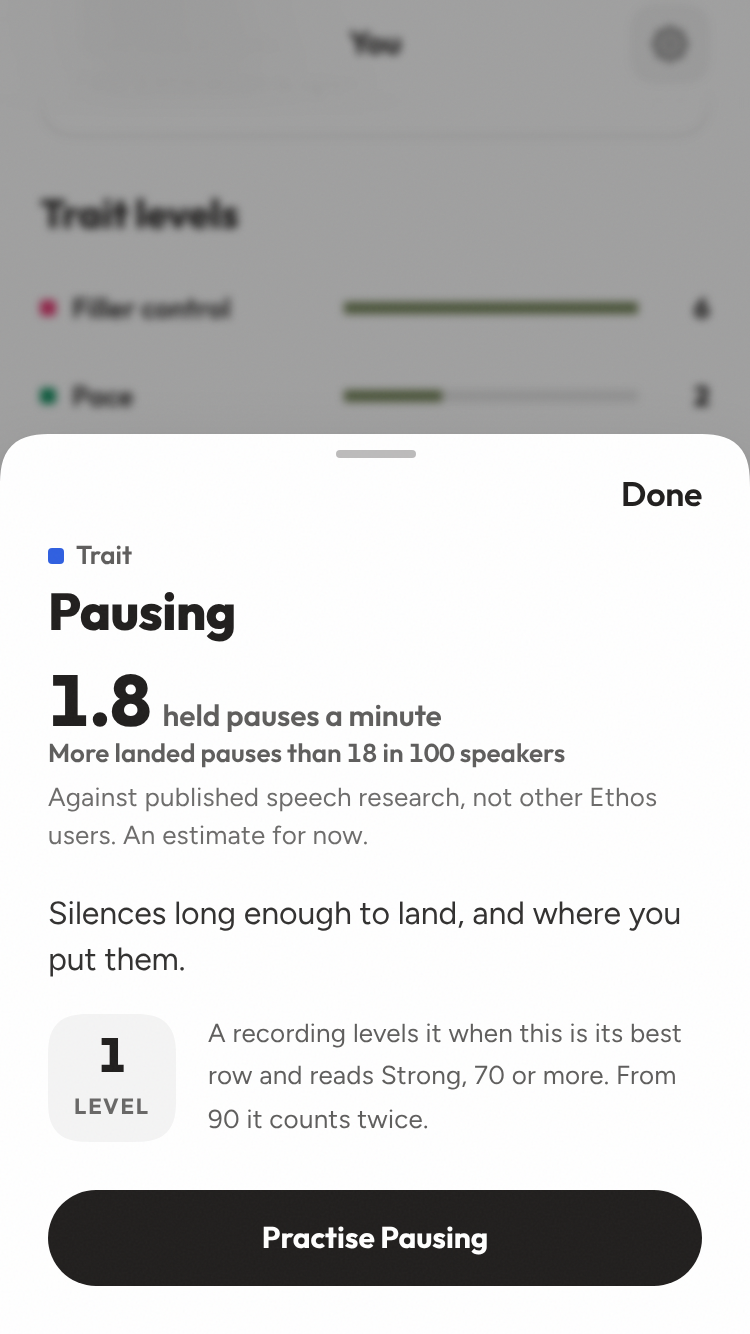 You
Trait levels
Filler control 6
Pace 2
Done
Trait
Pausing
1.8 held pauses a minute
More landed pauses than 18 in 100 speakers
Against published speech research, not other Ethos
users. An estimate for now.
Silences long enough to land, and where you
put them.
1
LEVEL
A recording levels it when this is its best
row and reads Strong, 70 or more. From
90 it counts twice.
Practise Pausing